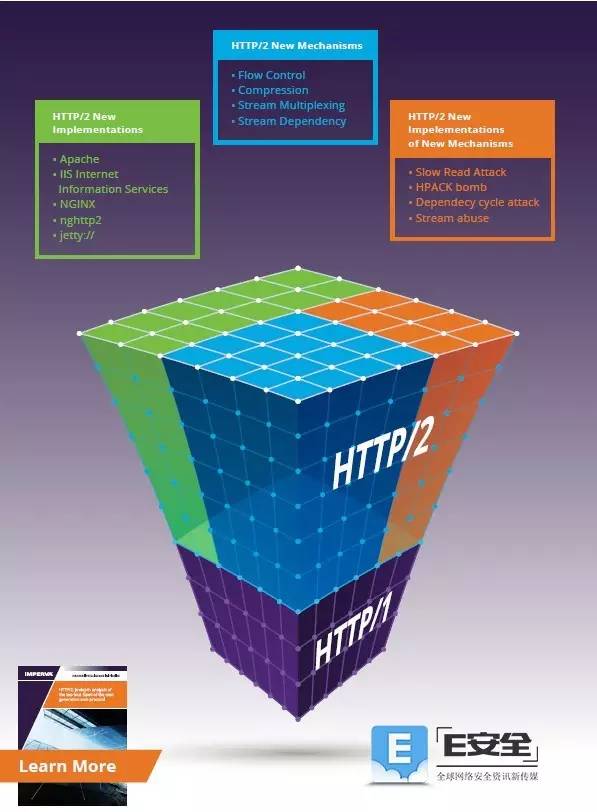 HTTP/2 New Mechanisms
▪ Flow Control
▪ Compression
▪ Stream Multiplexing
▪ Stream Dependency
HTTP/2 New
Implementations
▪ Apache
▪ IIS Internet
Information Services
▪ NGINX
▪ nghttp2
▪ jetty://
HTTP/2 New
Impelementations
of New Mechanisms
▪ Slow Read Attack
▪ HPACK bomb
▪ Dependecy cycle attack
▪ Stream abuse
HTTP/2
HTTP/1
IMPERVA
Learn More
E
E安全
全球网络安全资讯新传媒